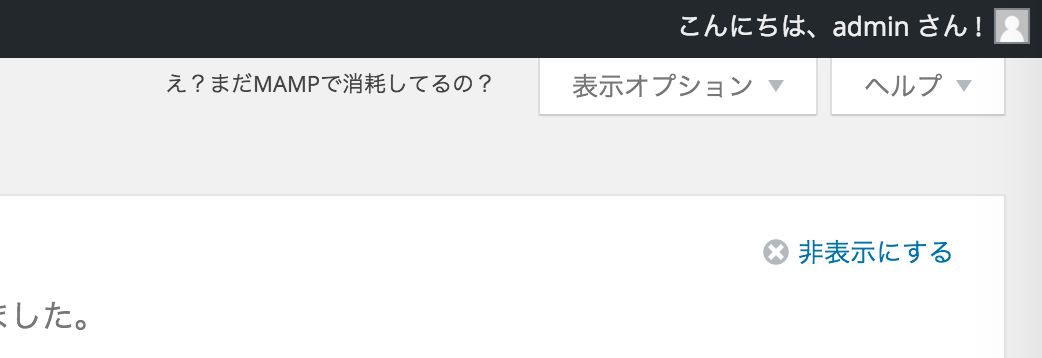 こんにちは、admin さん !
え？まだMAMPで消耗してるの？
表示オプション ▼
ヘルプ ▼
非表示にする
ました。